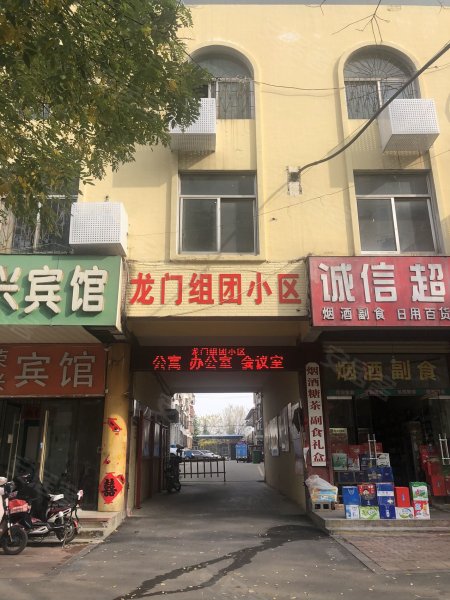 兴宾馆
龙门组团小区
诚信超
烟酒副食 日用百货
龙门组团小区
公寓 办公室 会议室
宾馆
烟酒糖茶 副食礼盒
烟酒副食
囍